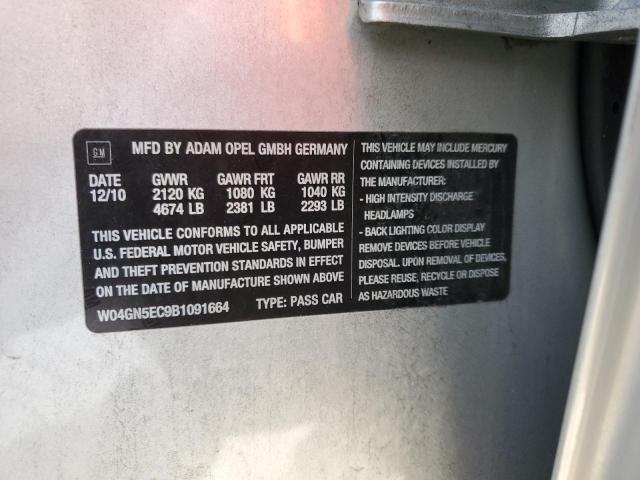 GM
MFD BY ADAM OPEL GMBH GERMANY
DATE GVWR GAWR FRT GAWR RR
12/10 2120 KG 1080 KG 1040 KG
4674 LB 2381 LB 2293 LB
THIS VEHICLE CONFORMS TO ALL APPLICABLE
U.S. FEDERAL MOTOR VEHICLE SAFETY, BUMPER
AND THEFT PREVENTION STANDARDS IN EFFECT
ON THE DATE OF MANUFACTURE SHOWN ABOVE
W04GN5EC9B1091664 TYPE: PASS CAR
THIS VEHICLE MAY INCLUDE MERCURY
CONTAINING DEVICES INSTALLED BY
THE MANUFACTURER:
- HIGH INTENSITY DISCHARGE
HEADLAMPS
- BACK LIGHTING COLOR DISPLAY
REMOVE DEVICES BEFORE VEHICLE
DISPOSAL. UPON REMOVAL OF DEVICES,
PLEASE REUSE, RECYCLE OR DISPOSE
AS HAZARDOUS WASTE